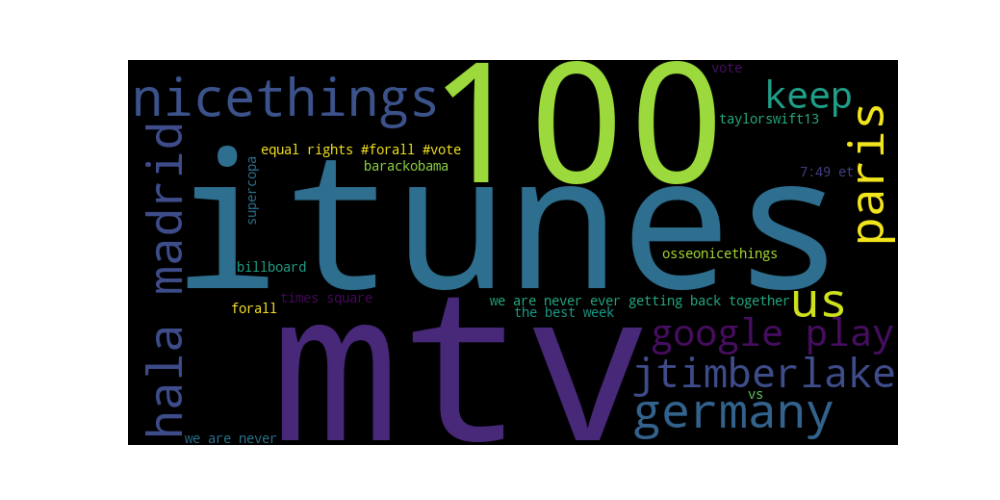 vote
100
nicethings
keep
taylorswift13
paris
hala madrid
equal rights #forall #vote
barackobama
supercopa
7:49 et
itunes
osseonicethings
billboard
times square
we are never ever getting back together
us
forall
the best week
mtv
google play
jtimberlake
vs
germany
we are never